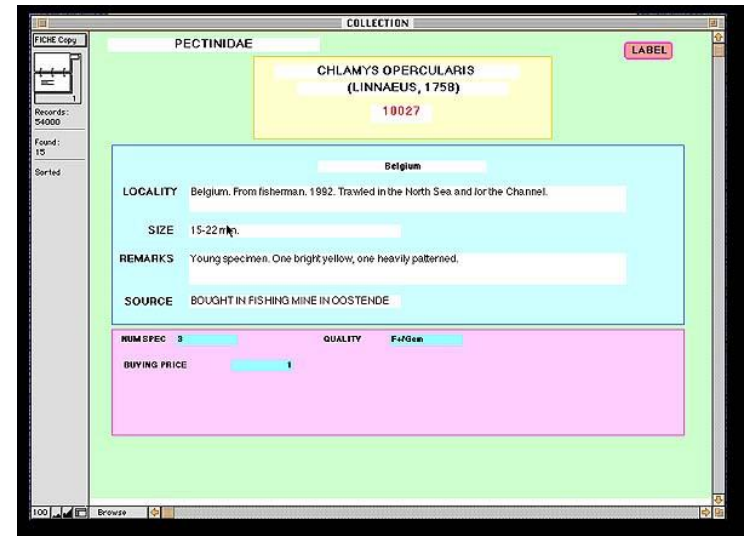 COLLECTION
FICHE Copy
1
Records:
54000
Found:
15
Sorted
PECTINIDAE
LABEL
CHLAMYS OPERCULARIS
(LINNAEUS, 1758)
10027
Belgium
LOCALITY Belgium. From fisherman. 1992. Trawled in the North Sea and /or the Channel.
SIZE 15-22 mm.
REMARKS Young specimen. One bright yellow, one heavily patterned.
SOURCE BOUGHT IN FISHING MINE IN OOSTENDE
NUM SPEC 3 QUALITY F+/Gem
BUYING PRICE 1
100 Browse